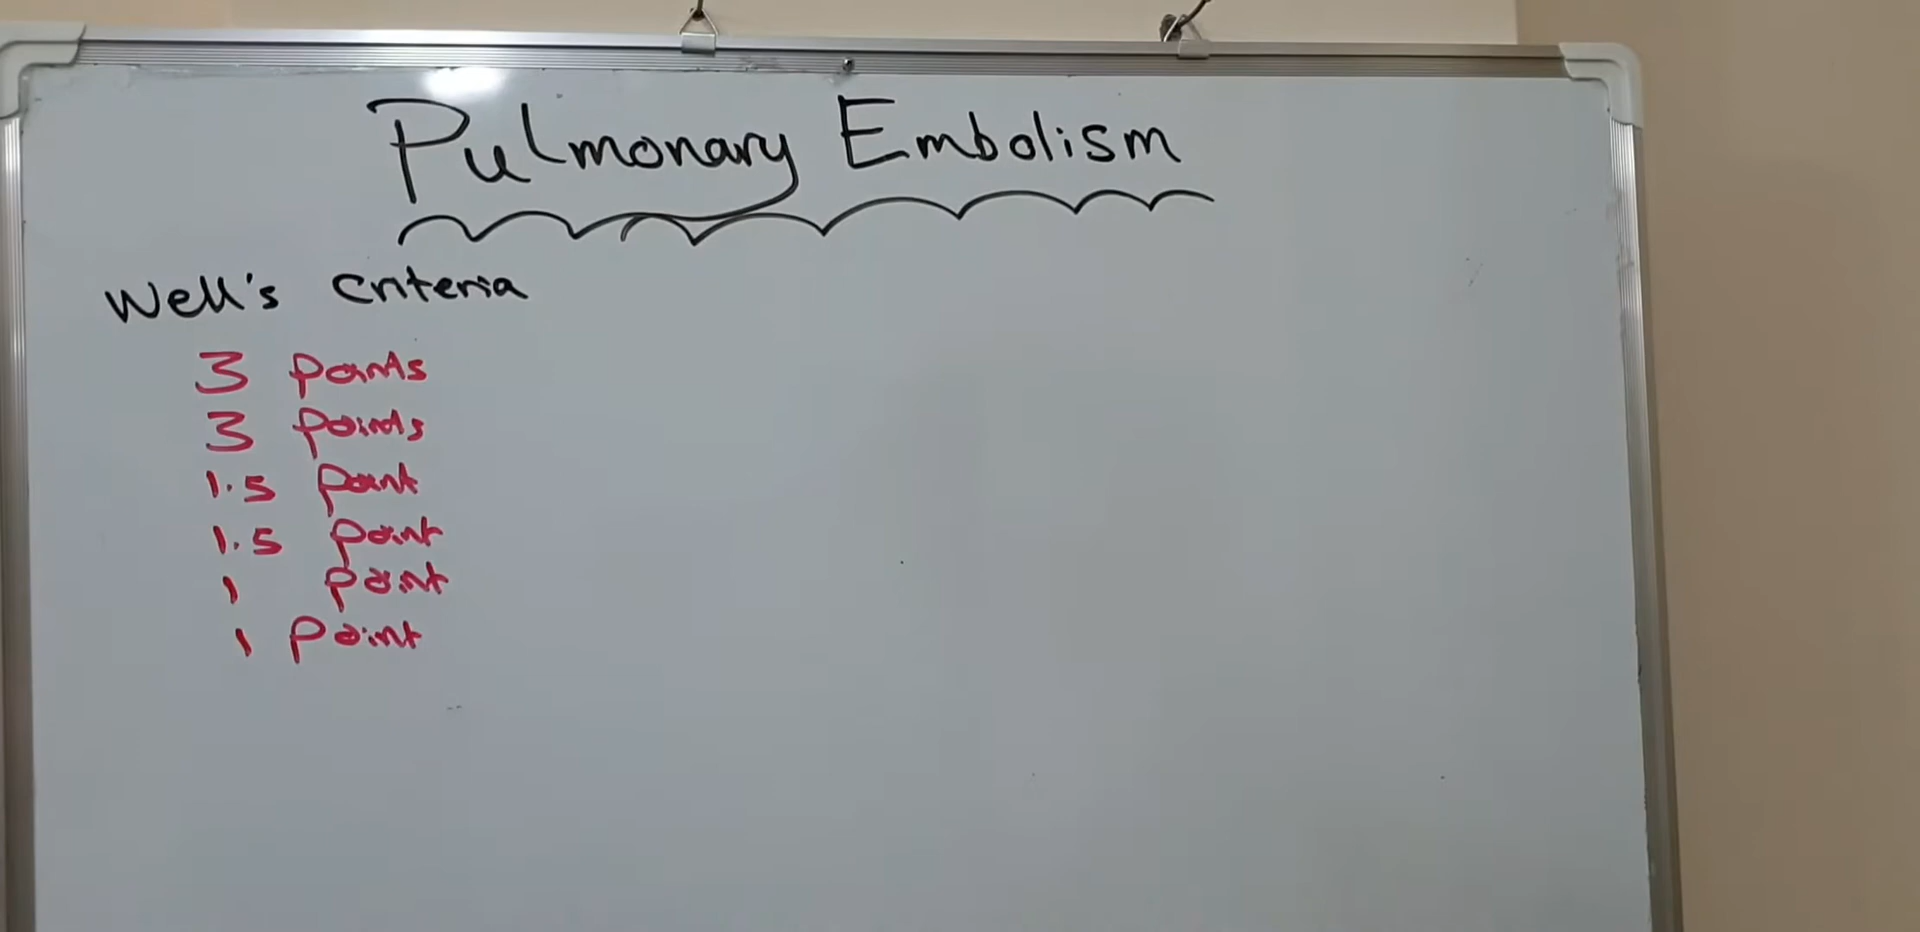 Pulmonary Embolism
Well's criteria
3 points
3 points
1.5 point
1.5 point
1 point
1 point